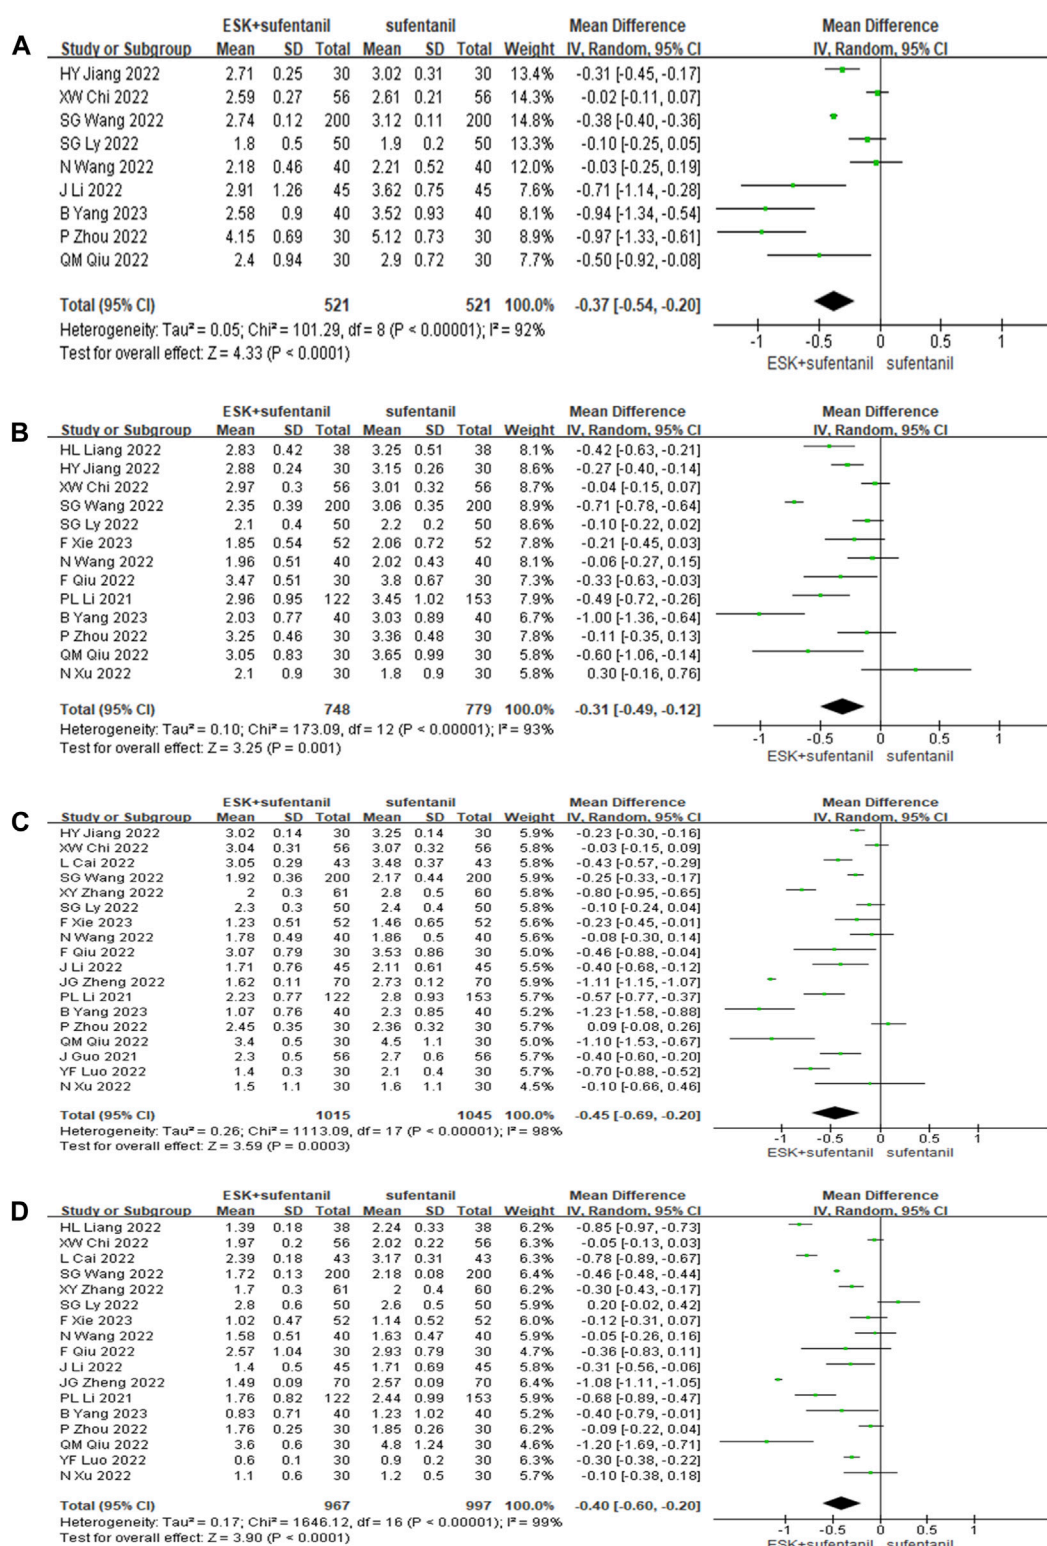 A
ESK+sufentanil sufentanil Mean Difference Mean Difference
Study or Subgroup Mean SD Total Mean SD Total Weight IV, Random, 95% CI IV, Random, 95% CI
HY Jiang 2022 2.71 0.25 30 3.02 0.31 30 13.4% -0.31 [-0.45, -0.17]
XW Chi 2022 2.59 0.27 56 2.61 0.21 56 14.3% -0.02 [-0.11, 0.07]
SG Wang 2022 2.74 0.12 200 3.12 0.11 200 14.8% -0.38 [-0.40, -0.36]
SG Ly 2022 1.8 0.5 50 1.9 0.2 50 13.3% -0.10 [-0.25, 0.05]
N Wang 2022 2.18 0.46 40 2.21 0.52 40 12.0% -0.03 [-0.25, 0.19]
J Li 2022 2.91 1.26 45 3.62 0.75 45 7.6% -0.71 [-1.14, -0.28]
B Yang 2023 2.58 0.9 40 3.52 0.93 40 8.1% -0.94 [-1.34, -0.54]
P Zhou 2022 4.15 0.69 30 5.12 0.73 30 8.9% -0.97 [-1.33, -0.61]
QM Qiu 2022 2.4 0.94 30 2.9 0.72 30 7.7% -0.50 [-0.92, -0.08]
Total (95% CI) 521 521 100.0% -0.37 [-0.54, -0.20]
Heterogeneity: Tau² = 0.05; Chi² = 101.29, df = 8 (P < 0.00001); I² = 92%
Test for overall effect: Z = 4.33 (P < 0.0001)
-1 -0.5 0 0.5 1
ESK+sufentanil sufentanil
B
ESK+sufentanil sufentanil Mean Difference Mean Difference
Study or Subgroup Mean SD Total Mean SD Total Weight IV, Random, 95% CI IV, Random, 95% CI
HL Liang 2022 2.83 0.42 38 3.25 0.51 38 8.1% -0.42 [-0.63, -0.21]
HY Jiang 2022 2.88 0.24 30 3.15 0.26 30 8.6% -0.27 [-0.40, -0.14]
XW Chi 2022 2.97 0.3 56 3.01 0.32 56 8.7% -0.04 [-0.15, 0.07]
SG Wang 2022 2.35 0.39 200 3.06 0.35 200 8.9% -0.71 [-0.78, -0.64]
SG Ly 2022 2.1 0.4 50 2.2 0.2 50 8.6% -0.10 [-0.22, 0.02]
F Xie 2023 1.85 0.54 52 2.06 0.72 52 7.8% -0.21 [-0.45, 0.03]
N Wang 2022 1.96 0.51 40 2.02 0.43 40 8.0% -0.06 [-0.27, 0.15]
F Qiu 2022 3.47 0.51 30 3.8 0.67 30 7.3% -0.33 [-0.63, -0.03]
PL Li 2021 2.96 0.95 122 3.45 1.02 153 7.9% -0.49 [-0.72, -0.26]
B Yang 2023 2.03 0.77 40 3.03 0.89 40 6.7% -1.00 [-1.36, -0.64]
P Zhou 2022 3.25 0.46 30 3.36 0.48 30 7.8% -0.11 [-0.35, 0.13]
QM Qiu 2022 3.05 0.83 30 3.65 0.99 30 5.8% -0.60 [-1.06, -0.14]
N Xu 2022 2.1 0.9 30 1.8 0.9 30 5.8% 0.30 [-0.16, 0.76]
Total (95% CI) 748 779 100.0% -0.31 [-0.49, -0.12]
Heterogeneity: Tau² = 0.10; Chi² = 173.09, df = 12 (P < 0.00001); I² = 93%
Test for overall effect: Z = 3.25 (P = 0.001)
-1 -0.5 0 0.5 1
ESK+sufentanil sufentanil
C
ESK+sufentanil sufentanil Mean Difference Mean Difference
Study or Subgroup Mean SD Total Mean SD Total Weight IV, Random, 95% CI IV, Random, 95% CI
HY Jiang 2022 3.02 0.14 30 3.25 0.14 30 5.9% -0.23 [-0.30, -0.16]
XW Chi 2022 3.04 0.31 56 3.07 0.32 56 5.8% -0.03 [-0.15, 0.09]
L Cai 2022 3.05 0.29 43 3.48 0.37 43 5.8% -0.43 [-0.57, -0.29]
SG Wang 2022 1.92 0.36 200 2.17 0.44 200 5.9% -0.25 [-0.33, -0.17]
XY Zhang 2022 2 0.3 61 2.8 0.5 60 5.8% -0.80 [-0.95, -0.65]
SG Ly 2022 2.3 0.3 50 2.4 0.4 50 5.8% -0.10 [-0.24, 0.04]
F Xie 2023 1.23 0.51 52 1.46 0.65 52 5.6% -0.23 [-0.45, -0.01]
N Wang 2022 1.78 0.49 40 1.86 0.5 40 5.6% -0.08 [-0.30, 0.14]
F Qiu 2022 3.07 0.79 30 3.53 0.86 30 5.0% -0.46 [-0.88, -0.04]
J Li 2022 1.71 0.76 45 2.11 0.61 45 5.5% -0.40 [-0.68, -0.12]
JG Zheng 2022 1.62 0.11 70 2.73 0.12 70 5.9% -1.11 [-1.15, -1.07]
PL Li 2021 2.23 0.77 122 2.8 0.93 153 5.7% -0.57 [-0.77, -0.37]
B Yang 2023 1.07 0.76 40 2.3 0.85 40 5.2% -1.23 [-1.58, -0.88]
P Zhou 2022 2.45 0.35 30 2.36 0.32 30 5.7% 0.09 [-0.08, 0.26]
QM Qiu 2022 3.4 0.5 30 4.5 1.1 30 5.0% -1.10 [-1.53, -0.67]
J Guo 2021 2.3 0.5 56 2.7 0.6 56 5.7% -0.40 [-0.60, -0.20]
YF Luo 2022 1.4 0.3 30 2.1 0.4 30 5.7% -0.70 [-0.88, -0.52]
N Xu 2022 1.5 1.1 30 1.6 1.1 30 4.5% -0.10 [-0.66, 0.46]
Total (95% CI) 1015 1045 100.0% -0.45 [-0.69, -0.20]
Heterogeneity: Tau² = 0.26; Chi² = 1113.09, df = 17 (P < 0.00001); I² = 98%
Test for overall effect: Z = 3.59 (P = 0.0003)
-1 -0.5 0 0.5 1
ESK+sufentanil sufentanil
D
ESK+sufentanil sufentanil Mean Difference Mean Difference
Study or Subgroup Mean SD Total Mean SD Total Weight IV, Random, 95% CI IV, Random, 95% CI
HL Liang 2022 1.39 0.18 38 2.24 0.33 38 6.2% -0.85 [-0.97, -0.73]
XW Chi 2022 1.97 0.2 56 2.02 0.22 56 6.3% -0.05 [-0.13, 0.03]
L Cai 2022 2.39 0.18 43 3.17 0.31 43 6.3% -0.78 [-0.89, -0.67]
SG Wang 2022 1.72 0.13 200 2.18 0.08 200 6.4% -0.46 [-0.48, -0.44]
XY Zhang 2022 1.7 0.3 61 2 0.4 60 6.2% -0.30 [-0.43, -0.17]
SG Ly 2022 2.8 0.6 50 2.6 0.5 50 5.9% 0.20 [-0.02, 0.42]
F Xie 2023 1.02 0.47 52 1.14 0.52 52 6.0% -0.12 [-0.31, 0.07]
N Wang 2022 1.58 0.51 40 1.63 0.47 40 5.9% -0.05 [-0.26, 0.16]
F Qiu 2022 2.57 1.04 30 2.93 0.79 30 4.7% -0.36 [-0.83, 0.11]
J Li 2022 1.4 0.5 45 1.71 0.69 45 5.8% -0.31 [-0.56, -0.06]
JG Zheng 2022 1.49 0.09 70 2.57 0.09 70 6.4% -1.08 [-1.11, -1.05]
PL Li 2021 1.76 0.82 122 2.44 0.99 153 5.9% -0.68 [-0.89, -0.47]
B Yang 2023 0.83 0.71 40 1.23 1.02 40 5.2% -0.40 [-0.79, -0.01]
P Zhou 2022 1.76 0.25 30 1.85 0.26 30 6.2% -0.09 [-0.22, 0.04]
QM Qiu 2022 3.6 0.6 30 4.8 1.24 30 4.6% -1.20 [-1.69, -0.71]
YF Luo 2022 0.6 0.1 30 0.9 0.2 30 6.3% -0.30 [-0.38, -0.22]
N Xu 2022 1.1 0.6 30 1.2 0.5 30 5.7% -0.10 [-0.38, 0.18]
Total (95% CI) 967 997 100.0% -0.40 [-0.60, -0.20]
Heterogeneity: Tau² = 0.17; Chi² = 1646.12, df = 16 (P < 0.00001); I² = 99%
Test for overall effect: Z = 3.90 (P < 0.0001)
-1 -0.5 0 0.5 1
ESK+sufentanil sufentanil